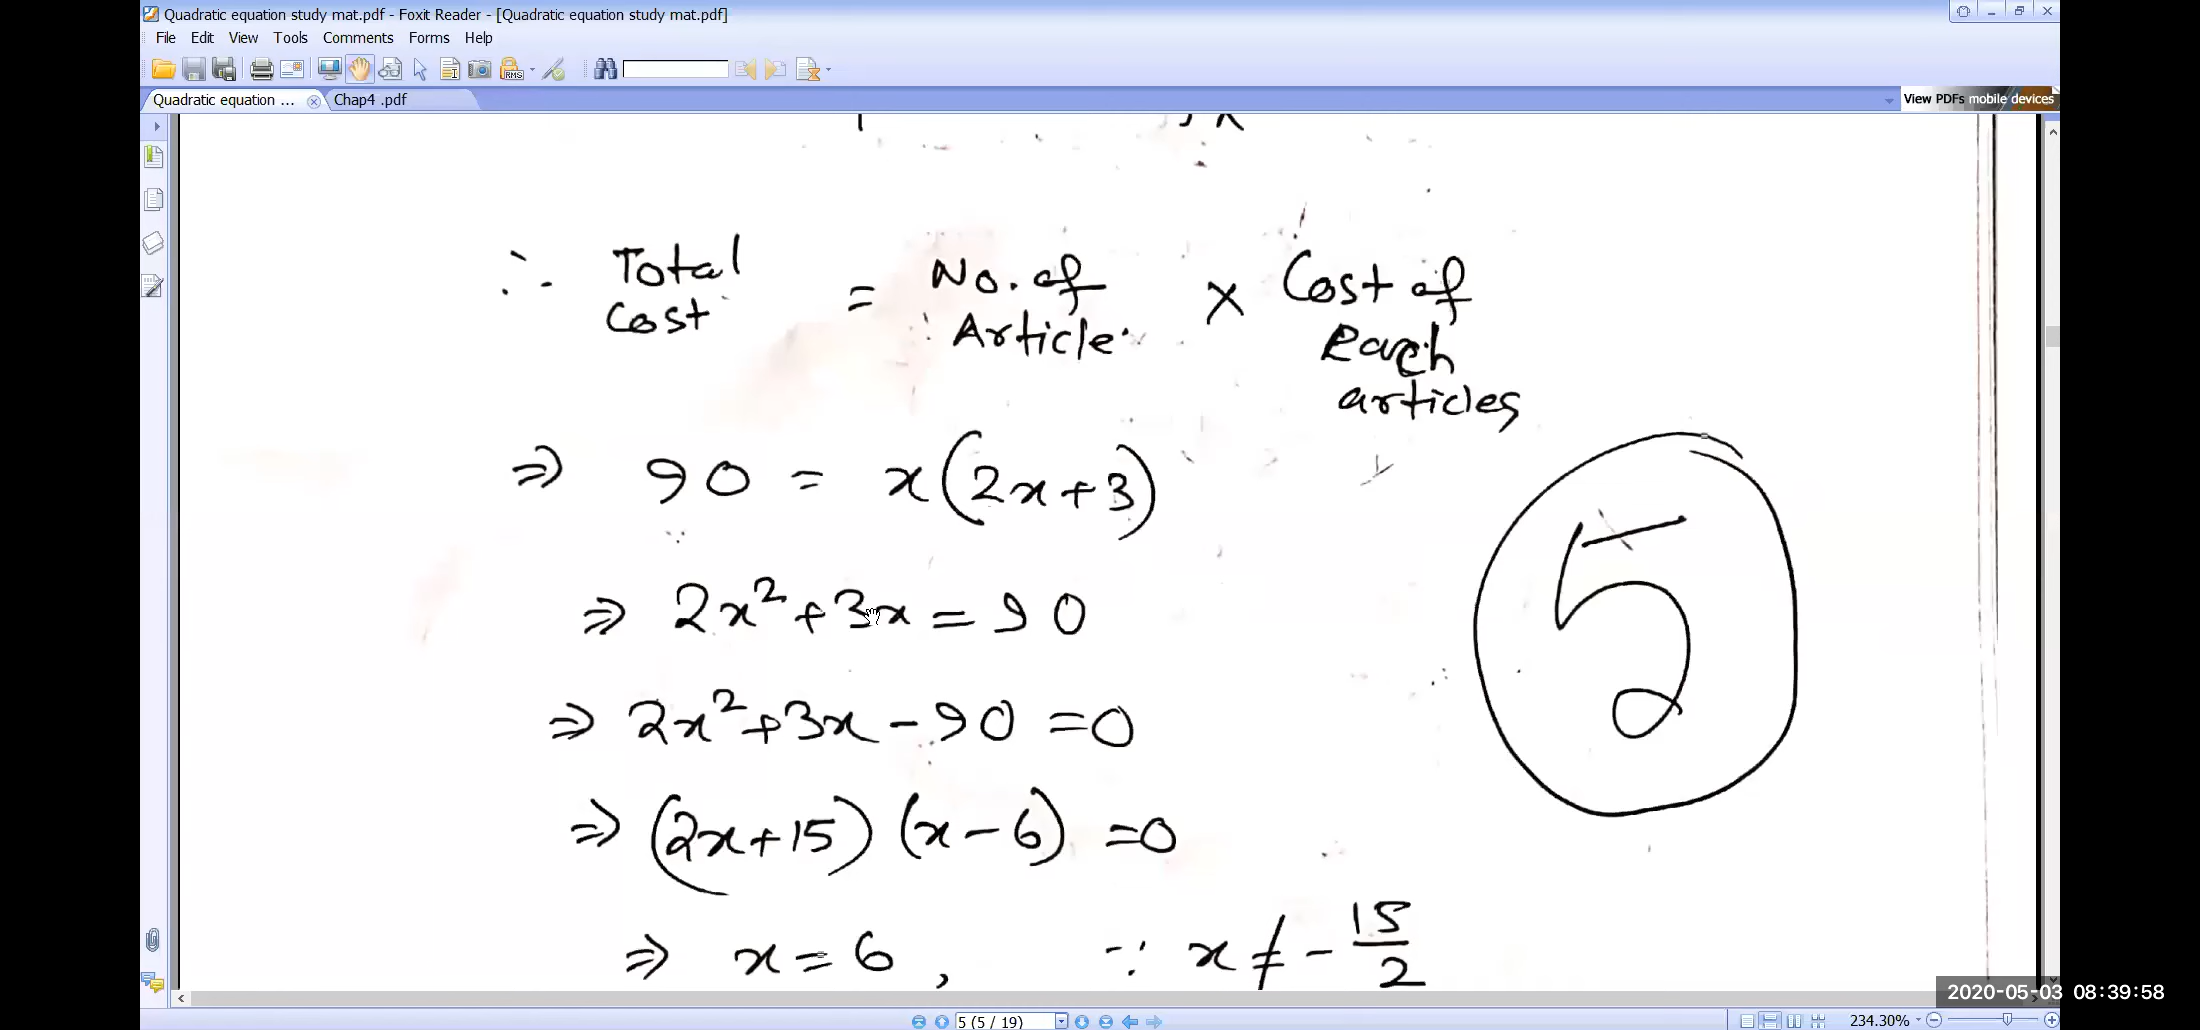 Quadratic equation study mat.pdf - Foxit Reader - [Quadratic equation study mat.pdf]
File Edit View Tools Comments Forms Help
RMS
Quadratic equation ... Chap4 .pdf View PDFs mobile devices
∴ Total Cost = No. of Article × Cost of Each articles
⇒ 90 = x(2x+3)
⇒ 2x²+3x=90
⇒ 2x²+3x-90=0
⇒ (2x+15)(x-6)=0
⇒ x=6, ∵ x≠-15/2
5
2020-05-03 08:39:58
5 (5 / 19) 234.30%